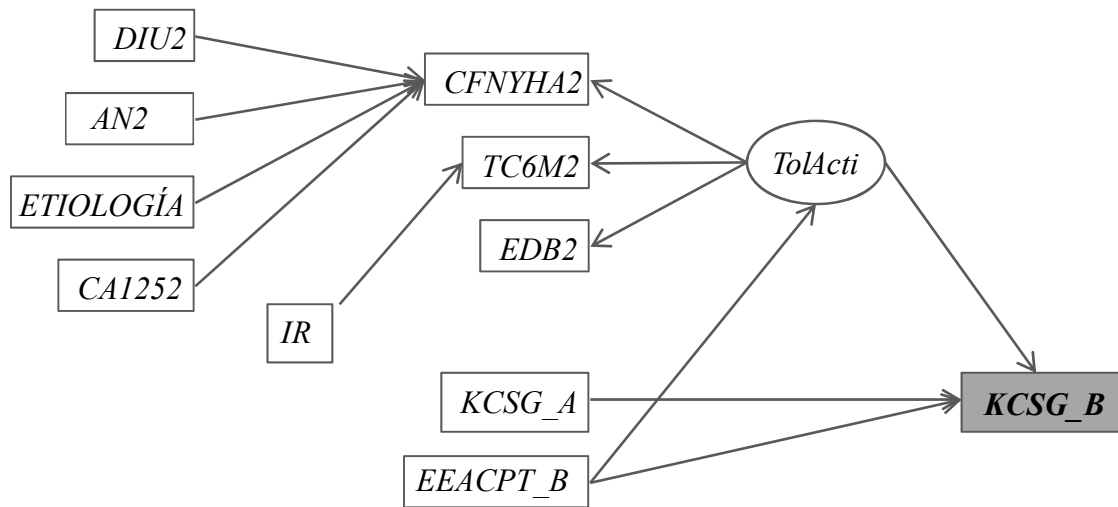 DIU2
CFNYHA2
AN2
TC6M2
TolActi
ETIOLOGÍA
EDB2
CA1252
IR
KCSG_A
KCSG_B
EEACPT_B